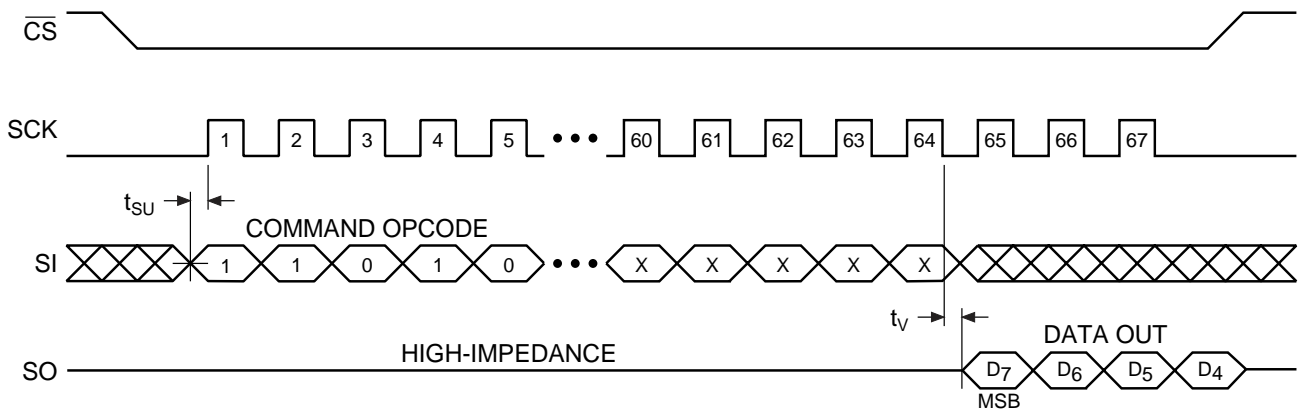 CS
SCK 1 2 3 4 5 ••• 60 61 62 63 64 65 66 67
tSU
COMMAND OPCODE
SI 1 1 0 1 0 ••• X X X X X
tV
HIGH-IMPEDANCE DATA OUT
SO D7 D6 D5 D4
MSB